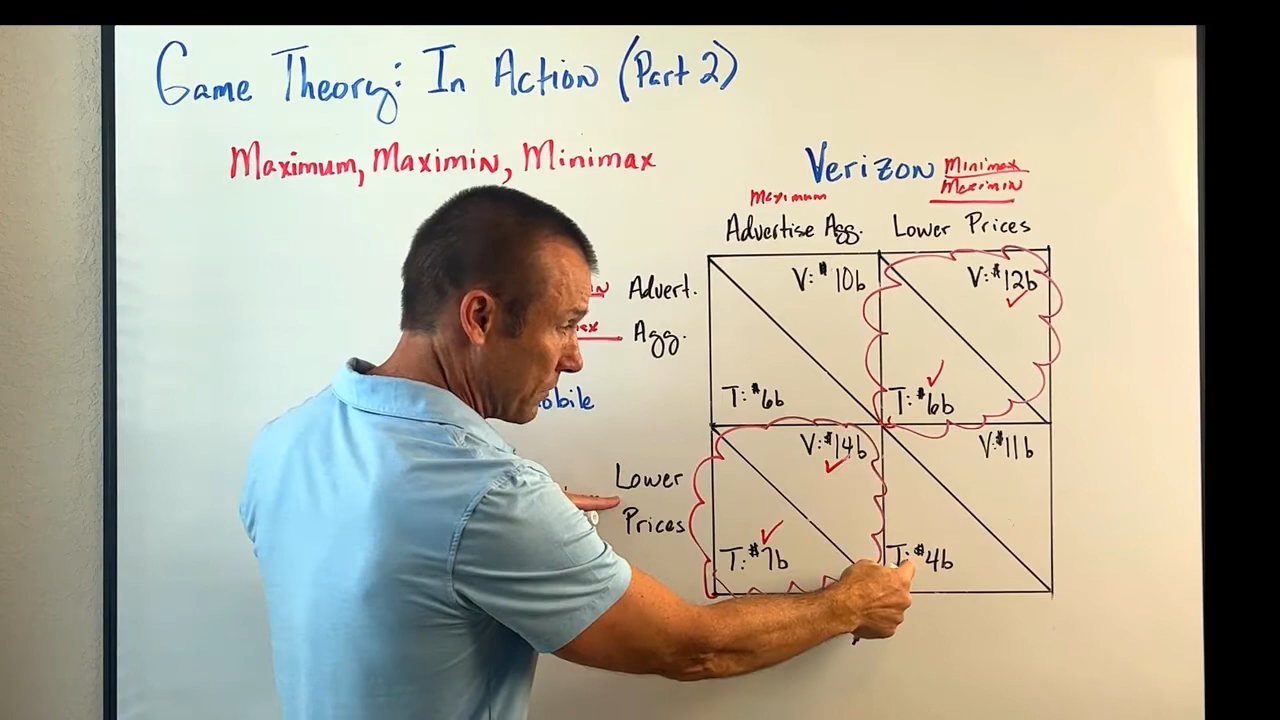 Game Theory: In Action (Part 2)
Maximum, Maximin, Minimax
Verizon
Minimax
Maximin
Maximum
Advertise Agg.
Lower Prices
Advert.
Agg.
V: $10b
V: $12b
T: $6b
T: $6b
V: $14b
V: $11b
Lower
Prices
T: $7b
T: $4b